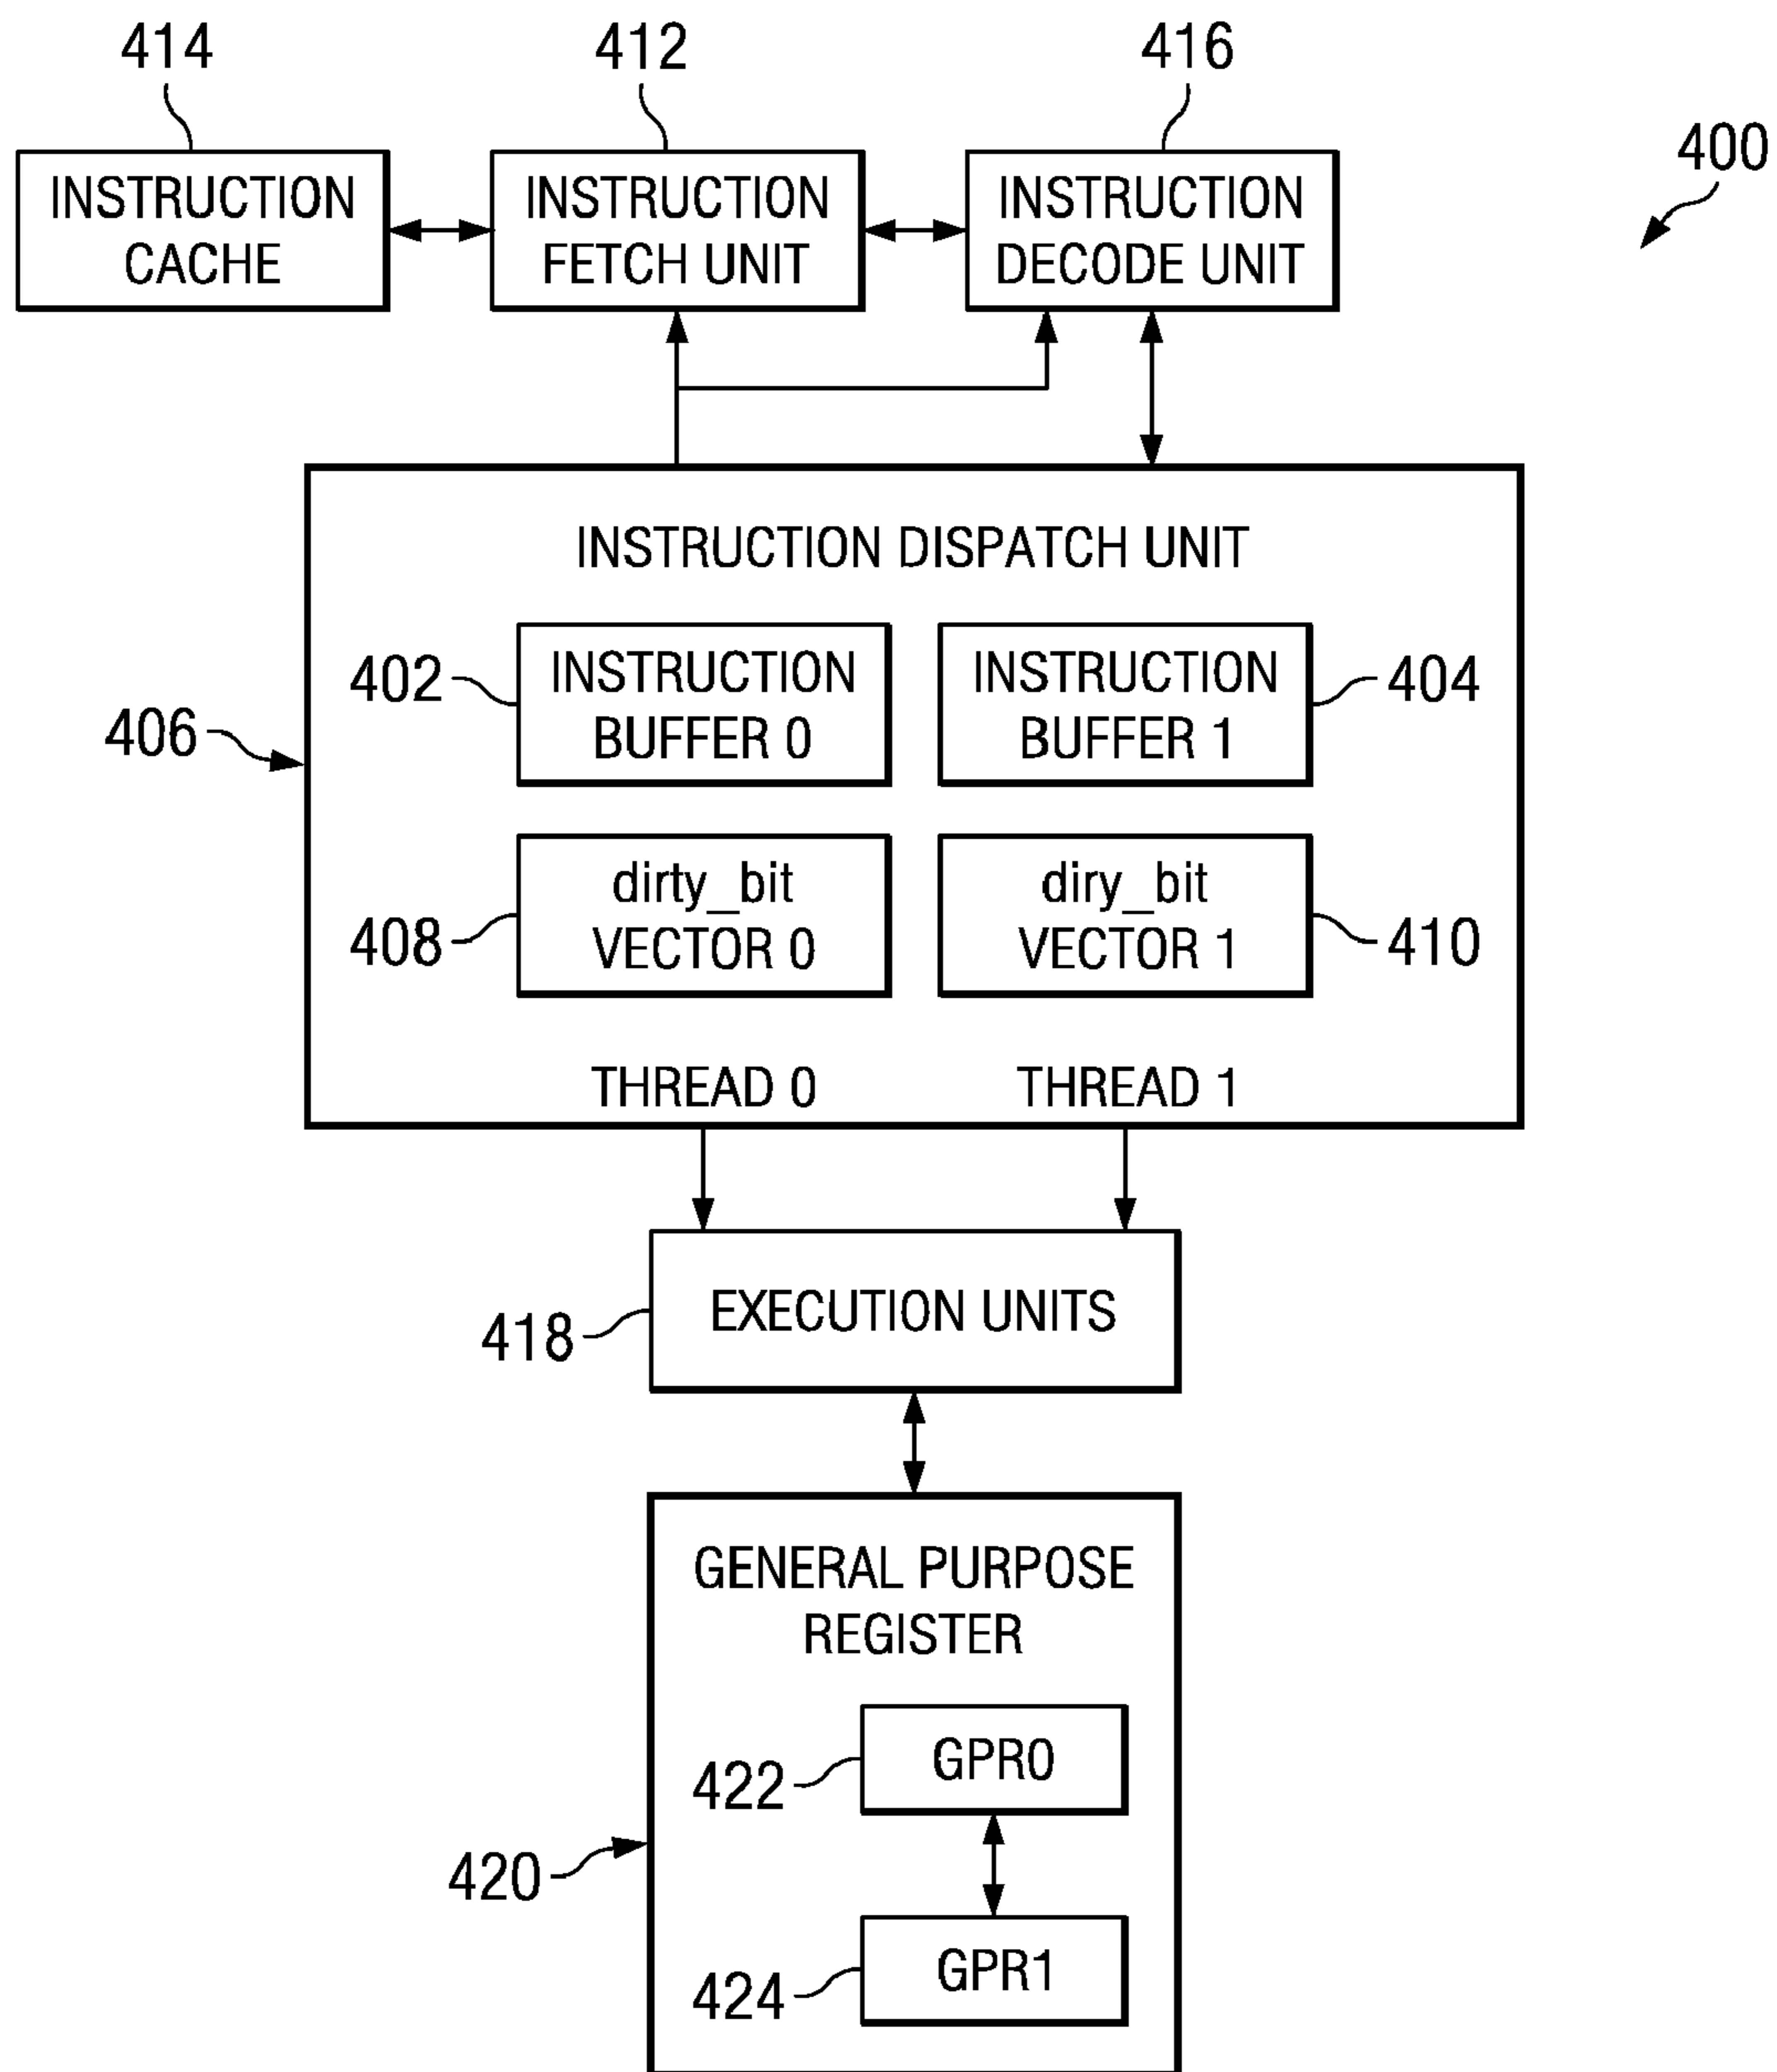 414 412 416
400
INSTRUCTION CACHE
INSTRUCTION FETCH UNIT
INSTRUCTION DECODE UNIT
INSTRUCTION DISPATCH UNIT
402
INSTRUCTION
BUFFER 0
INSTRUCTION
BUFFER 1
404
406
408
dirty_bit
VECTOR 0
diry_bit
VECTOR 1
410
THREAD 0 THREAD 1
418
EXECUTION UNITS
GENERAL PURPOSE
REGISTER
422
GPR0
420
424
GPR1